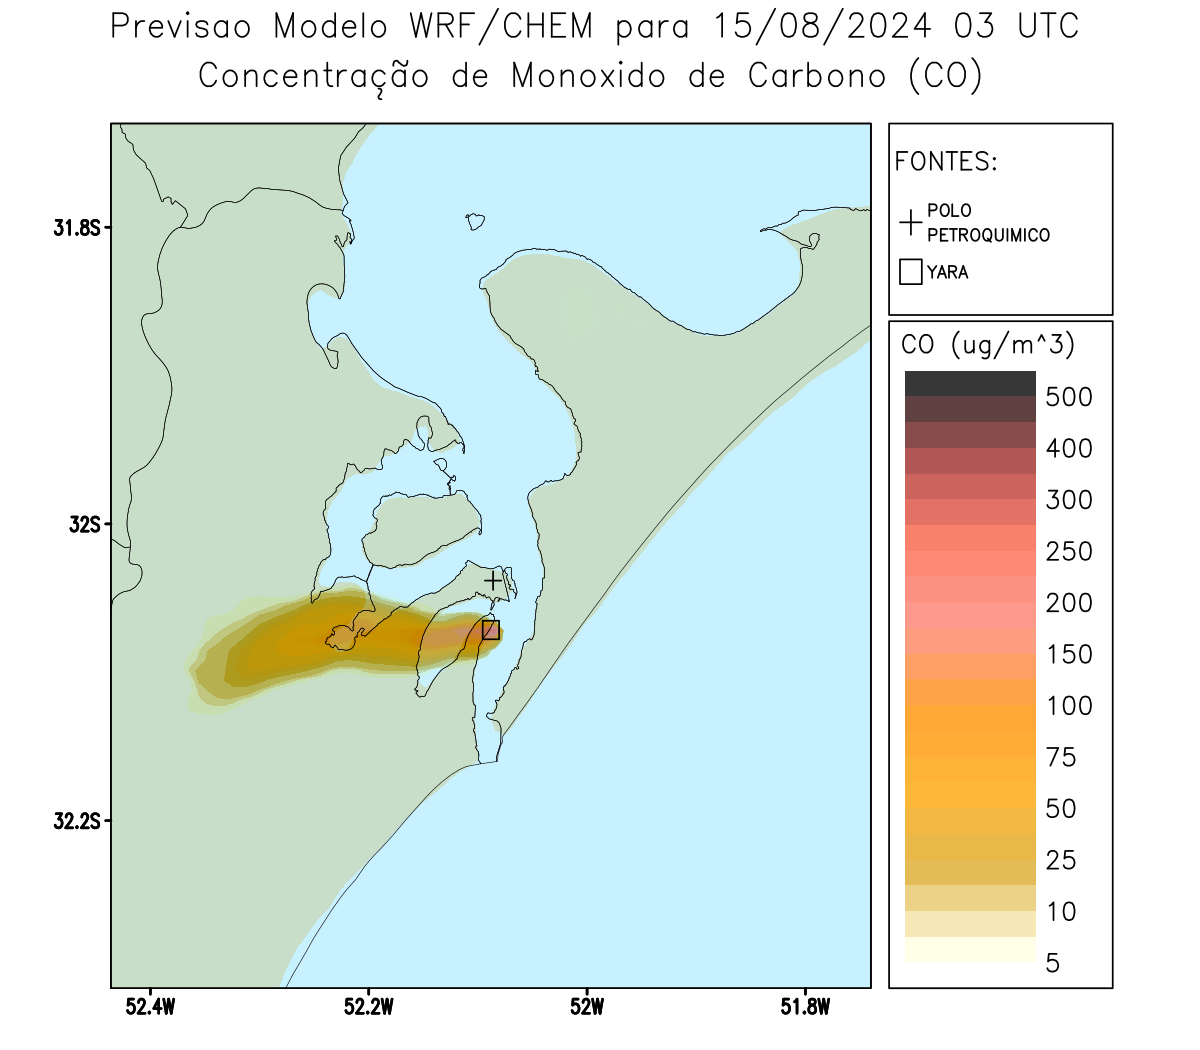 Previsao Modelo WRF/CHEM para 15/08/2024 03 UTC
Concentração de Monoxido de Carbono (CO)
FONTES:
POLO
PETROQUIMICO
YARA
CO (ug/m^3)
500
400
300
250
200
150
100
75
50
25
10
5
31.8S
32S
32.2S
52.4W
52.2W
52W
51.8W